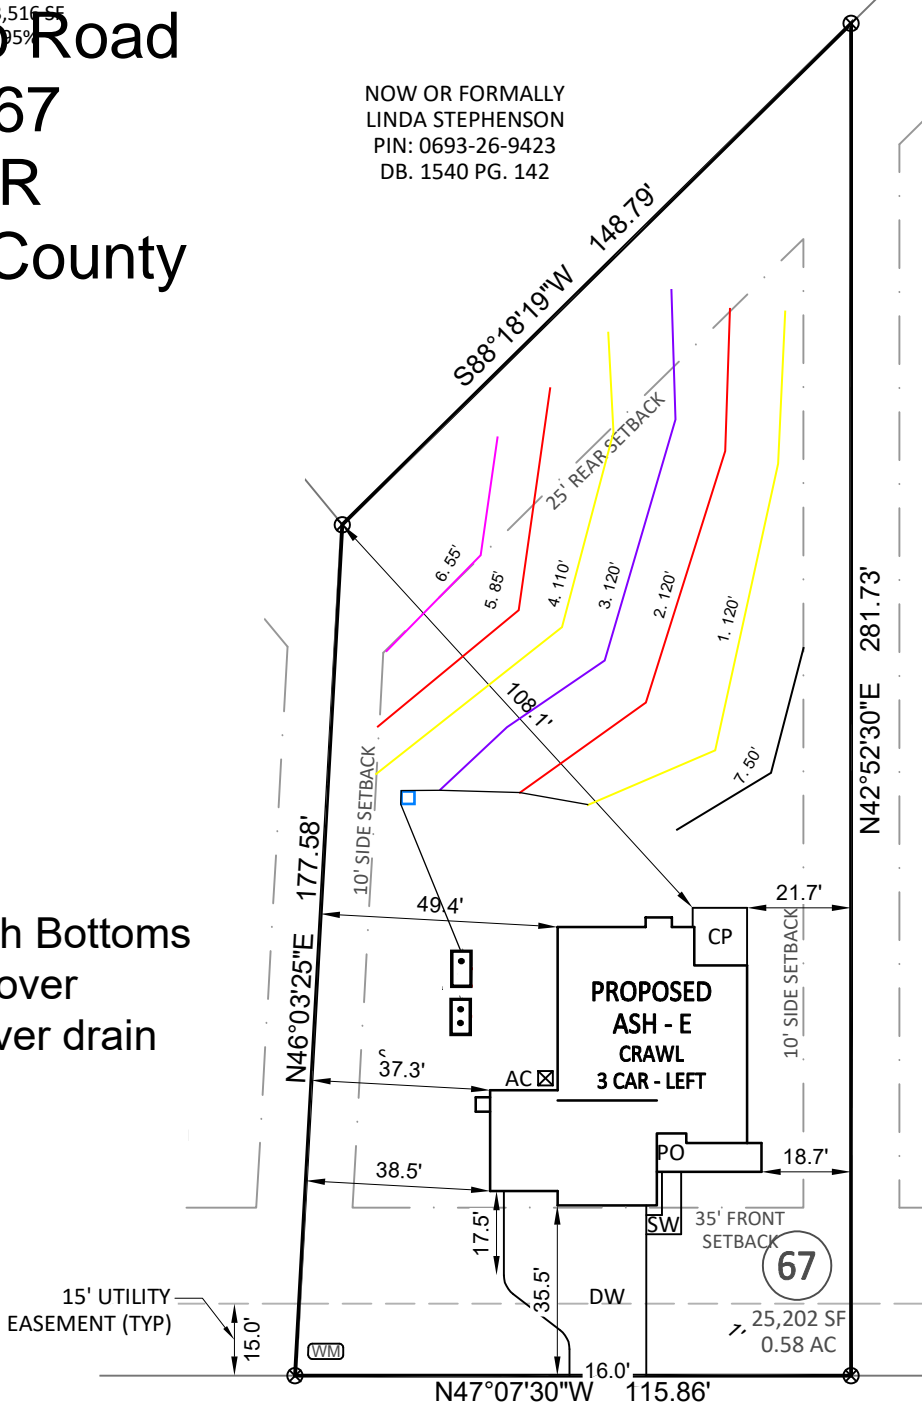 3,516 SF
95%
Road
67
R
County
NOW OR FORMALLY
LINDA STEPHENSON
PIN: 0693-26-9423
DB. 1540 PG. 142
S88°18'19"W 148.79'
25' REAR SETBACK
6. 55'
5. 85'
4. 110'
3. 120'
2. 120'
1. 120'
7. 50'
108.1'
N42°52'30"E 281.73'
10' SIDE SETBACK
N46°03'25"E 177.58'
49.4'
21.7'
CP
10' SIDE SETBACK
h Bottoms
over
ver drain
PROPOSED
ASH - E
CRAWL
3 CAR - LEFT
AC
37.3'
38.5'
PO
18.7'
17.5'
35.5'
SW
35' FRONT
SETBACK
67
25,202 SF
0.58 AC
1'
DW
15' UTILITY
EASEMENT (TYP)
15.0'
WM
16.0'
N47°07'30"W 115.86'